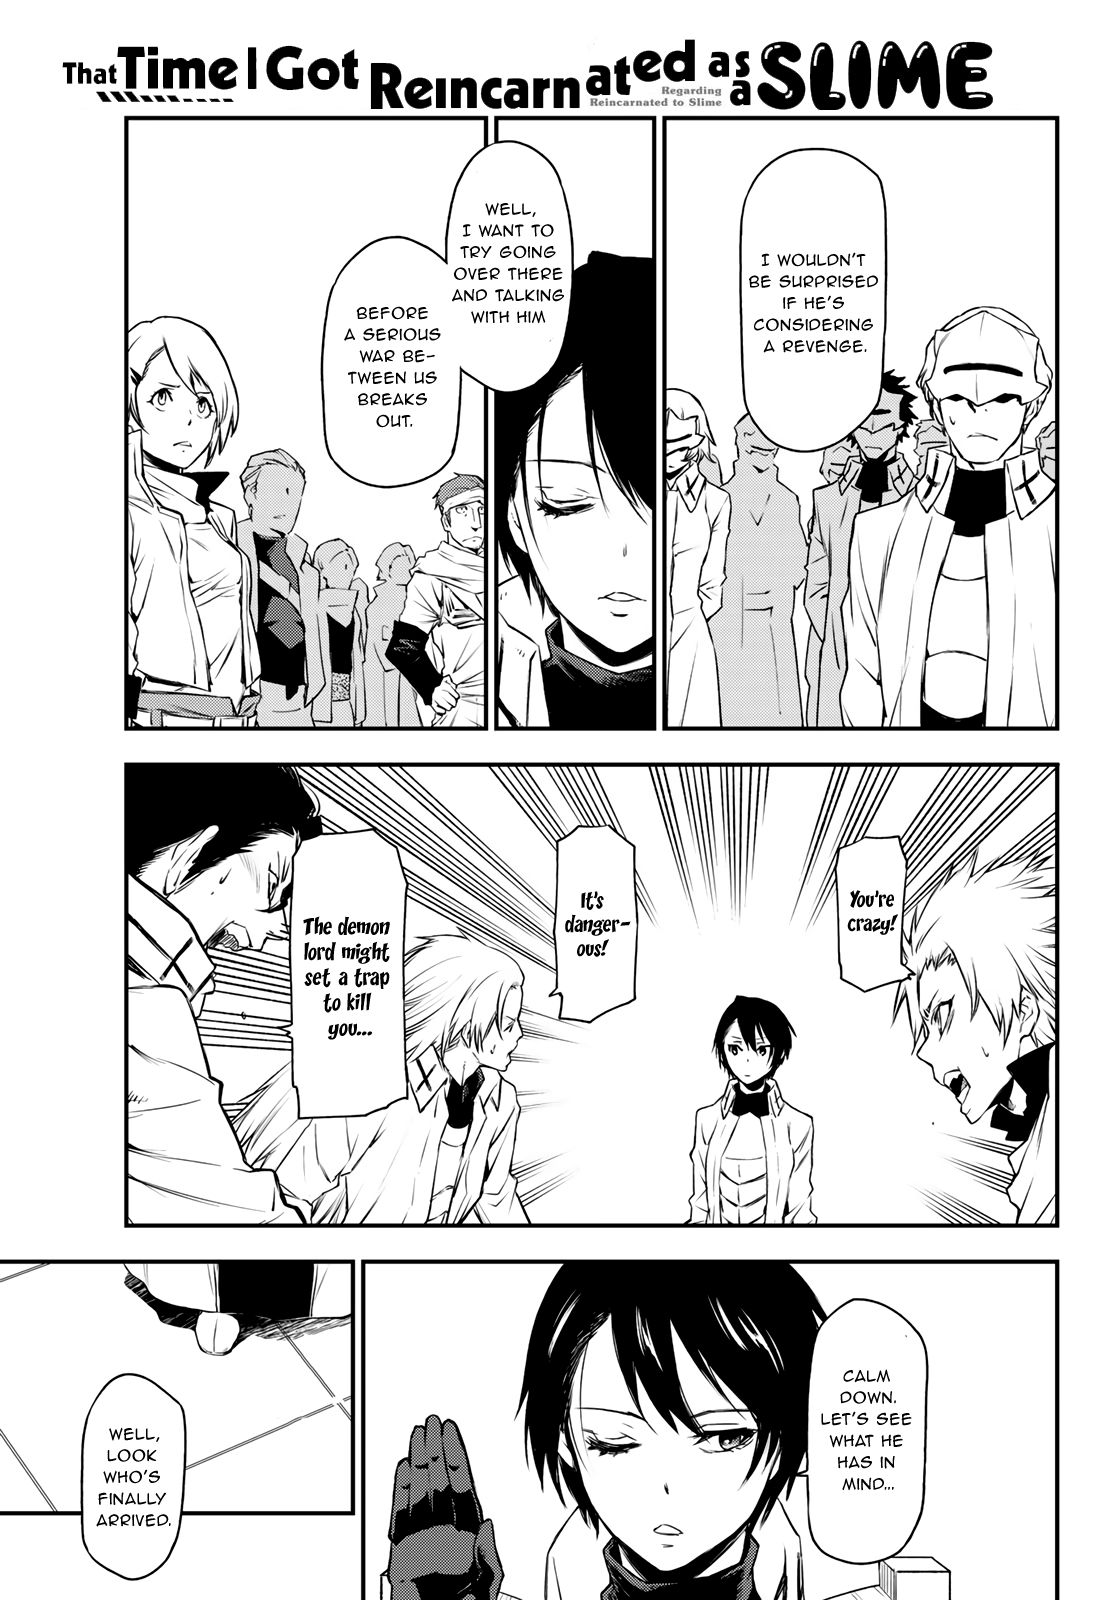 That Time I Got Reincarnated as a SLIME
Regarding
Reincarnated to Slime
I WOULDN'T
BE SURPRISED
IF HE'S
CONSIDERING
A REVENGE.
WELL,
I WANT TO
TRY GOING
OVER THERE
AND TALKING
WITH HIM
BEFORE
A SERIOUS
WAR BE-
TWEEN US
BREAKS
OUT.
You're
crazy!
It's
danger-
ous!
The demon
lord might
set a trap
to kill
you...
CALM
DOWN.
LET'S SEE
WHAT HE
HAS IN
MIND...
WELL,
LOOK
WHO'S
FINALLY
ARRIVED.